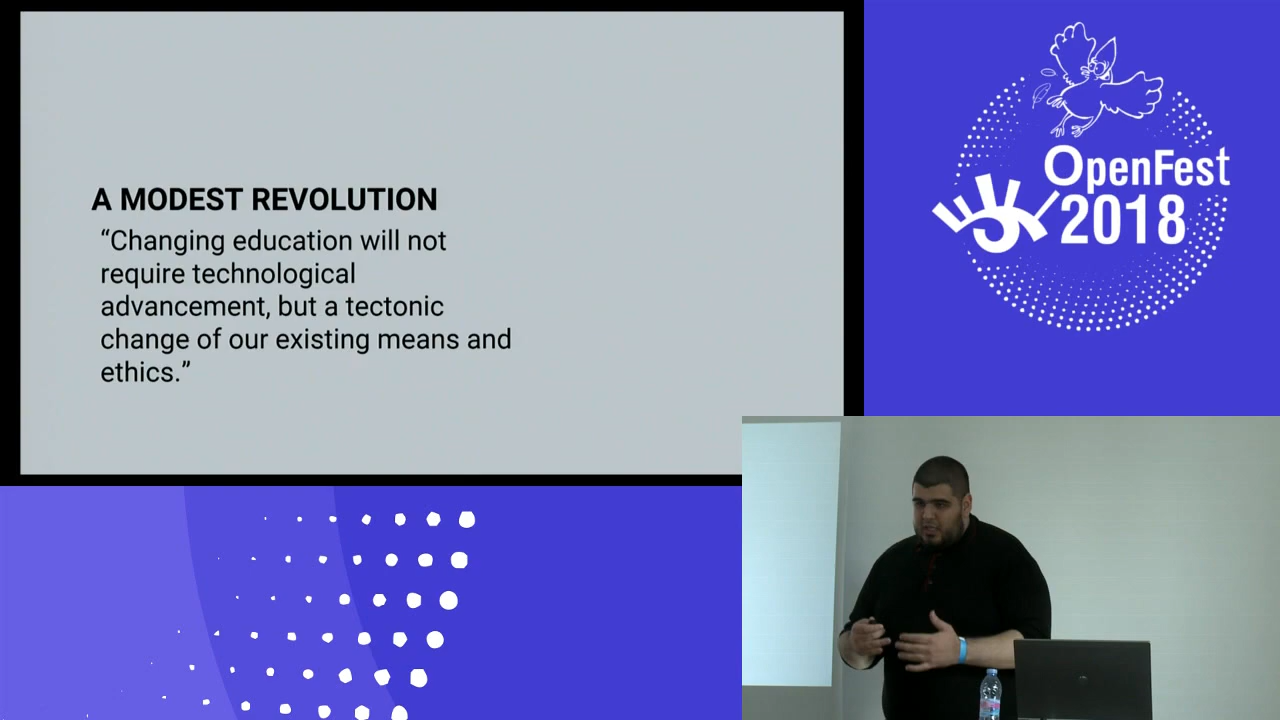 A MODEST REVOLUTION
“Changing education will not
require technological
advancement, but a tectonic
change of our existing means and
ethics.”
OpenFest
2018